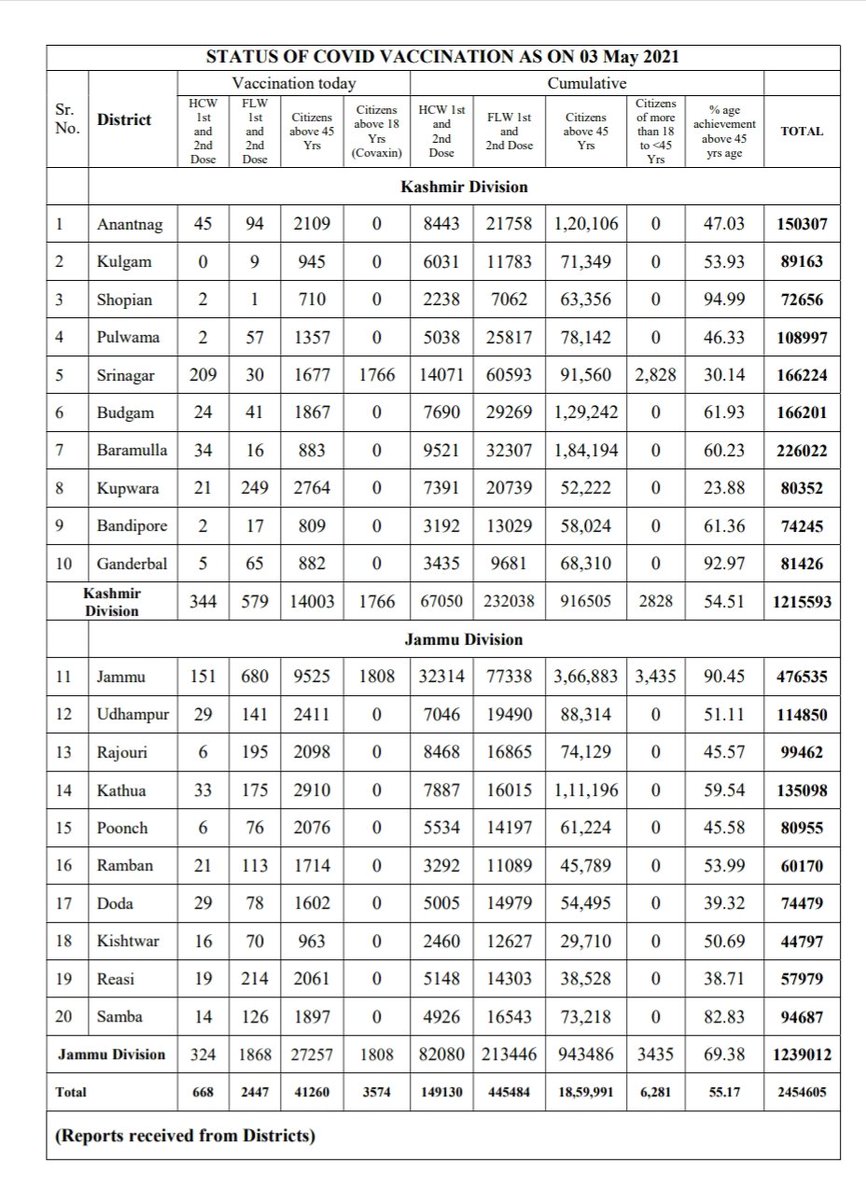 STATUS OF COVID VACCINATION AS ON 03 May 2021
Vaccination today Cumulative
Sr. No. District HCW 1st and 2nd Dose FLW 1st and 2nd Dose Citizens above 45 Yrs Citizens above 18 Yrs (Covaxin) HCW 1st and 2nd Dose FLW 1st and 2nd Dose Citizens above 45 Yrs Citizens of more than 18 to <45 Yrs % age achievement above 45 yrs age TOTAL
Kashmir Division
1 Anantnag 45 94 2109 0 8443 21758 1,20,106 0 47.03 150307
2 Kulgam 0 9 945 0 6031 11783 71,349 0 53.93 89163
3 Shopian 2 1 710 0 2238 7062 63,356 0 94.99 72656
4 Pulwama 2 57 1357 0 5038 25817 78,142 0 46.33 108997
5 Srinagar 209 30 1677 1766 14071 60593 91,560 2,828 30.14 166224
6 Budgam 24 41 1867 0 7690 29269 1,29,242 0 61.93 166201
7 Baramulla 34 16 883 0 9521 32307 1,84,194 0 60.23 226022
8 Kupwara 21 249 2764 0 7391 20739 52,222 0 23.88 80352
9 Bandipore 2 17 809 0 3192 13029 58,024 0 61.36 74245
10 Ganderbal 5 65 882 0 3435 9681 68,310 0 92.97 81426
Kashmir Division 344 579 14003 1766 67050 232038 916505 2828 54.51 1215593
Jammu Division
11 Jammu 151 680 9525 1808 32314 77338 3,66,883 3,435 90.45 476535
12 Udhampur 29 141 2411 0 7046 19490 88,314 0 51.11 114850
13 Rajouri 6 195 2098 0 8468 16865 74,129 0 45.57 99462
14 Kathua 33 175 2910 0 7887 16015 1,11,196 0 59.54 135098
15 Poonch 6 76 2076 0 5534 14197 61,224 0 45.58 80955
16 Ramban 21 113 1714 0 3292 11089 45,789 0 53.99 60170
17 Doda 29 78 1602 0 5005 14979 54,495 0 39.32 74479
18 Kishtwar 16 70 963 0 2460 12627 29,710 0 50.69 44797
19 Reasi 19 214 2061 0 5148 14303 38,528 0 38.71 57979
20 Samba 14 126 1897 0 4926 16543 73,218 0 82.83 94687
Jammu Division 324 1868 27257 1808 82080 213446 943486 3435 69.38 1239012
Total 668 2447 41260 3574 149130 445484 18,59,991 6,281 55.17 2454605
(Reports received from Districts)